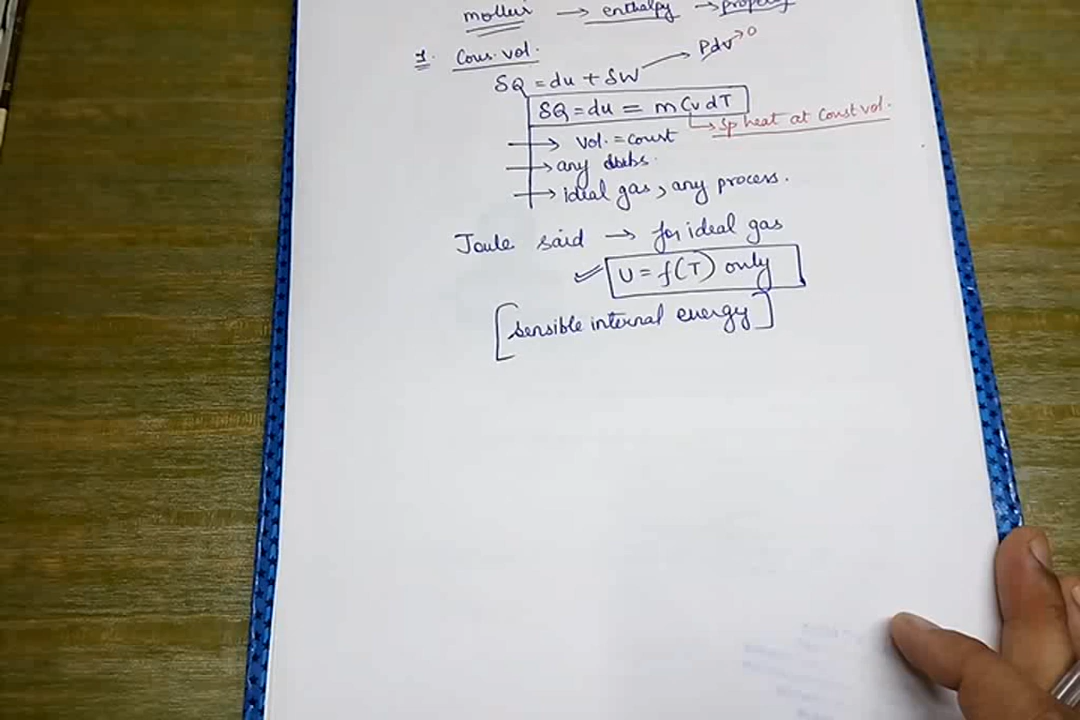 mollier → enthalpy → property
1. Cons. vol.
δQ = du + δW → Pdv → 0
δQ = du = m Cv dT
→ Sp heat at Const vol.
→ Vol. = const
→ any
→ ideal gas, any process.
Joule said → for ideal gas
U = f(T) only
[sensible internal energy]